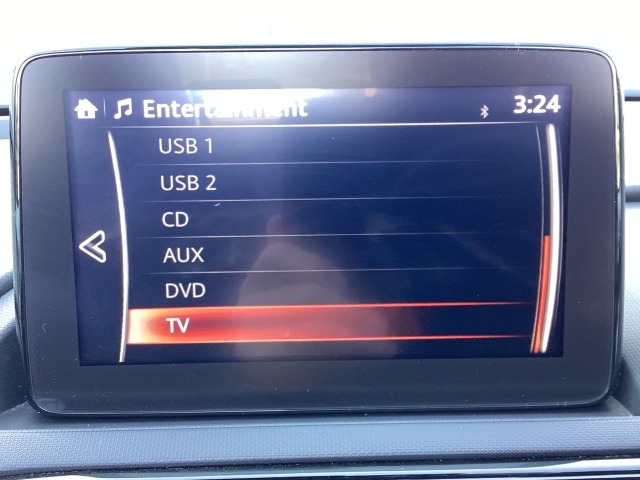 Entertainment 3:24
USB 1
USB 2
CD
AUX
DVD
TV